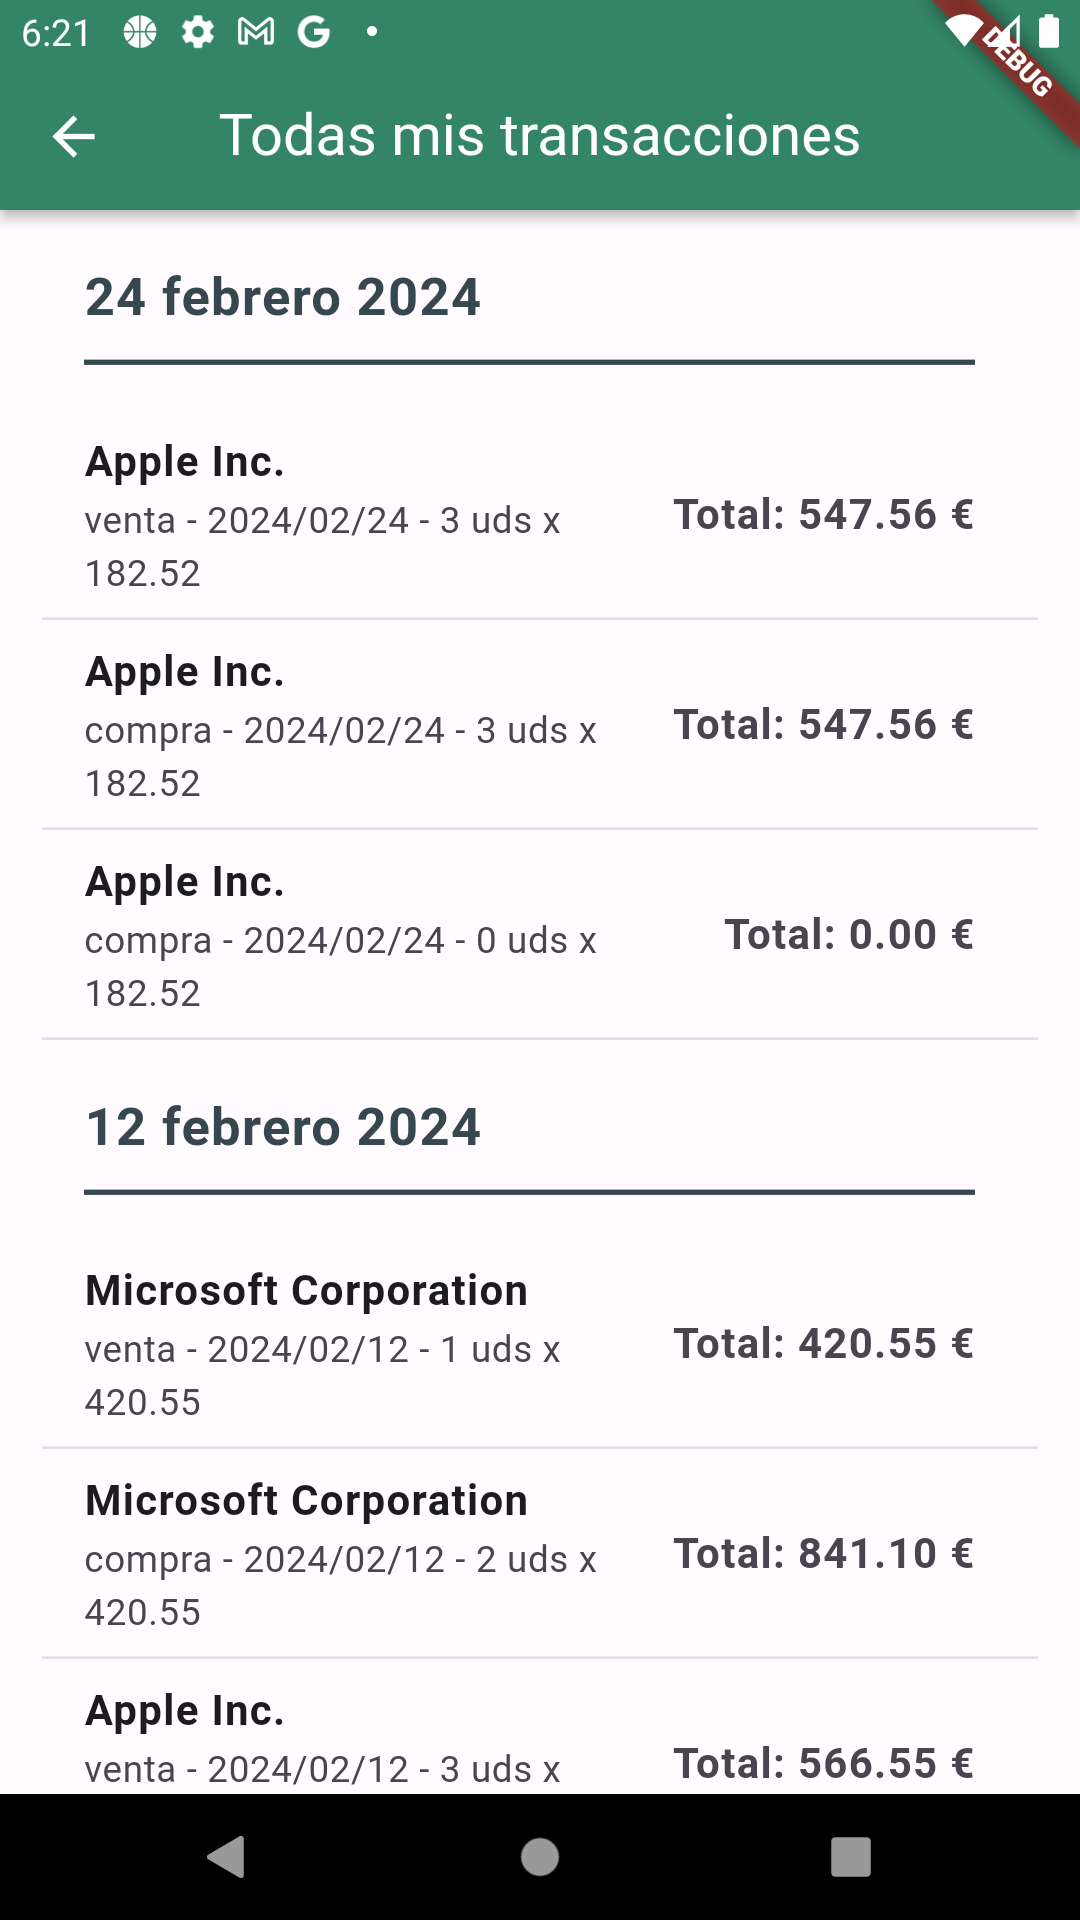 6:21
DEBUG
Todas mis transacciones
24 febrero 2024
Apple Inc.
venta - 2024/02/24 - 3 uds x
182.52
Total: 547.56 €
Apple Inc.
compra - 2024/02/24 - 3 uds x
182.52
Total: 547.56 €
Apple Inc.
compra - 2024/02/24 - 0 uds x
182.52
Total: 0.00 €
12 febrero 2024
Microsoft Corporation
venta - 2024/02/12 - 1 uds x
420.55
Total: 420.55 €
Microsoft Corporation
compra - 2024/02/12 - 2 uds x
420.55
Total: 841.10 €
Apple Inc.
venta - 2024/02/12 - 3 uds x
Total: 566.55 €